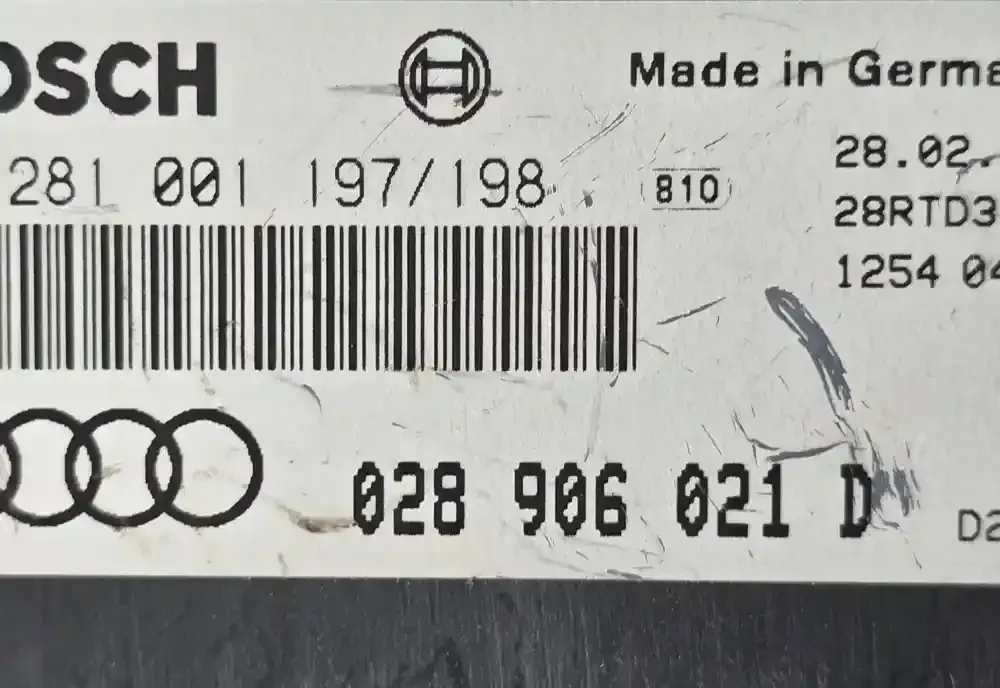 OSCH
Made in Germa
281 001 197/198
810
28.02.
28RTD3
1254 04
028 906 021 D
D2